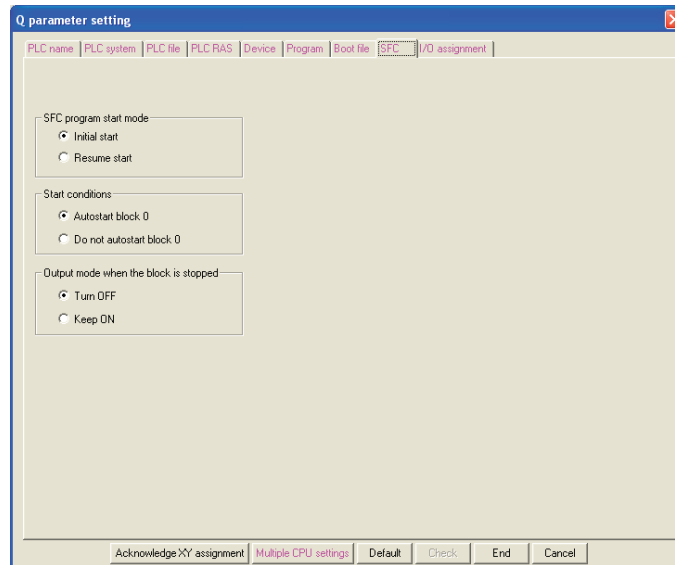 Q parameter setting
PLC name PLC system PLC file PLC RAS Device Program Boot file SFC I/O assignment
SFC program start mode
Initial start
Resume start
Start conditions
Autostart block 0
Do not autostart block 0
Output mode when the block is stopped
Turn OFF
Keep ON
Acknowledge XY assignment Multiple CPU settings Default Check End Cancel